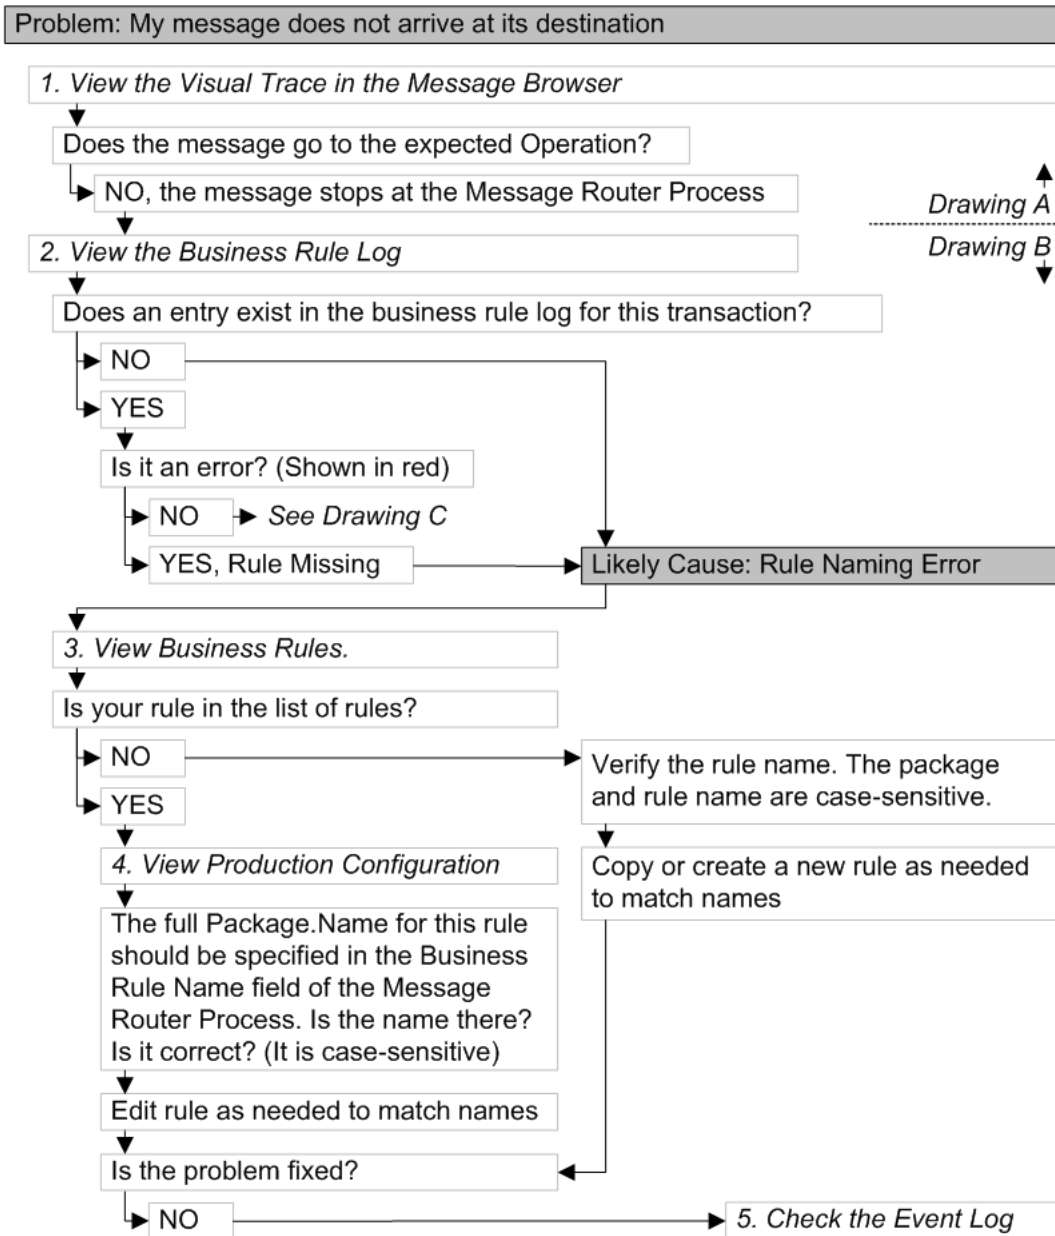 Problem: My message does not arrive at its destination
1. View the Visual Trace in the Message Browser
Does the message go to the expected Operation?
NO, the message stops at the Message Router Process
Drawing A
2. View the Business Rule Log
Drawing B
Does an entry exist in the business rule log for this transaction?
NO
YES
Is it an error? (Shown in red)
NO
See Drawing C
YES, Rule Missing
Likely Cause: Rule Naming Error
3. View Business Rules.
Is your rule in the list of rules?
NO
Verify the rule name. The package
and rule name are case-sensitive.
YES
4. View Production Configuration
Copy or create a new rule as needed
to match names
The full Package.Name for this rule
should be specified in the Business
Rule Name field of the Message
Router Process. Is the name there?
Is it correct? (It is case-sensitive)
Edit rule as needed to match names
Is the problem fixed?
NO
5. Check the Event Log